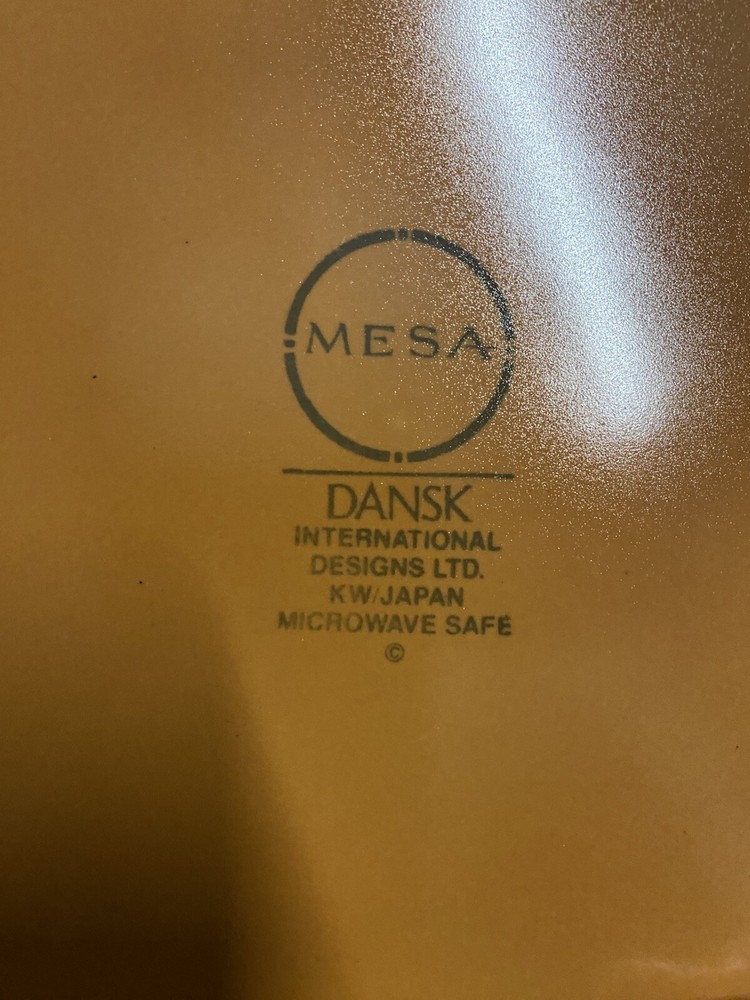 MESA
DANSK
INTERNATIONAL
DESIGNS LTD.
KW/JAPAN
MICROWAVE SAFE
©